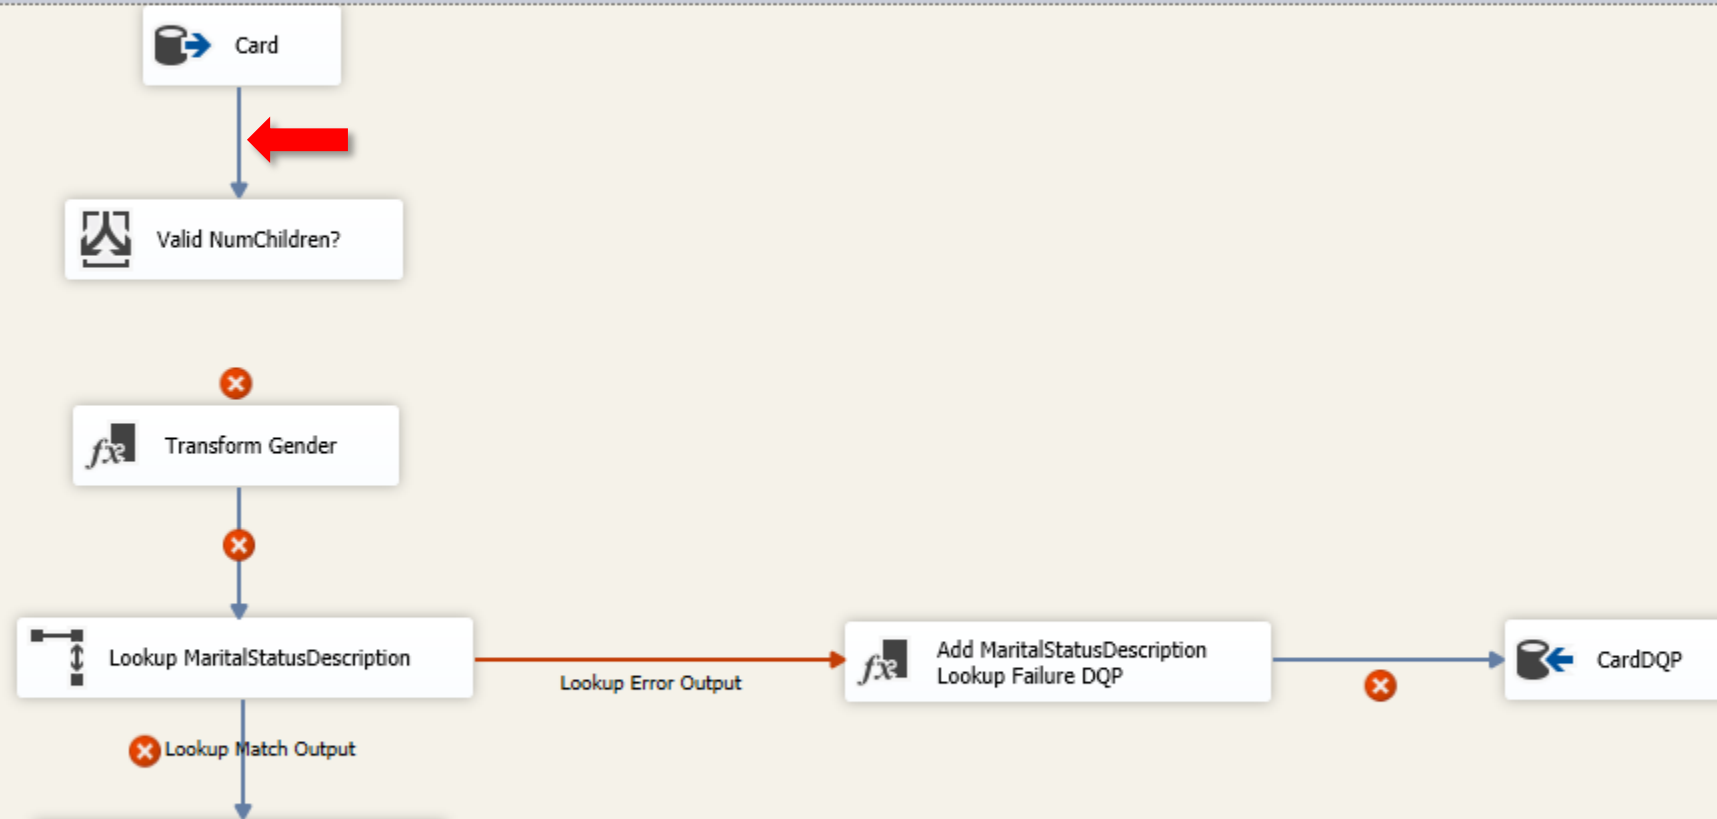 Card
Valid NumChildren?
Transform Gender
Lookup MaritalStatusDescription
Lookup Error Output
Add MaritalStatusDescription
Lookup Failure DQP
CardDQP
Lookup Match Output